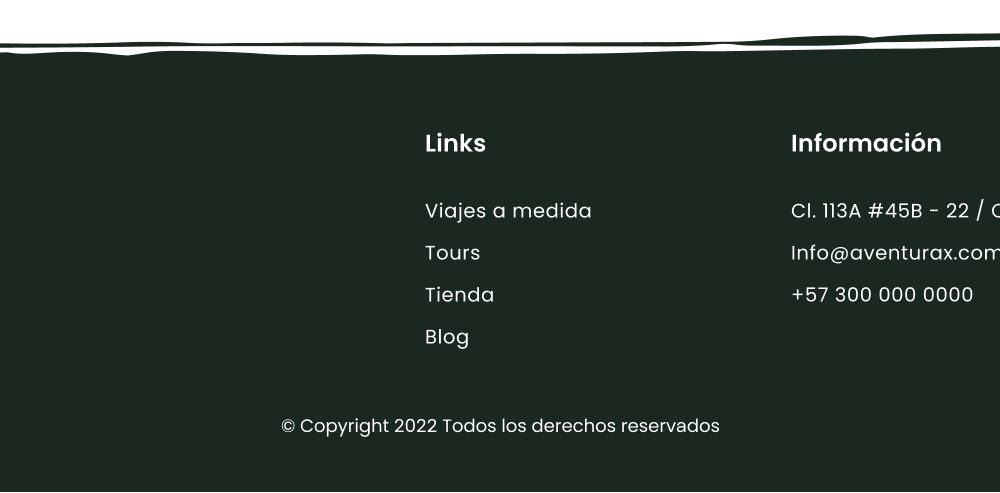 Links
Viajes a medida
Tours
Tienda
Blog
Información
Cl. 113A #45B - 22 /
Info@aventurax.com
+57 300 000 0000
© Copyright 2022 Todos los derechos reservados